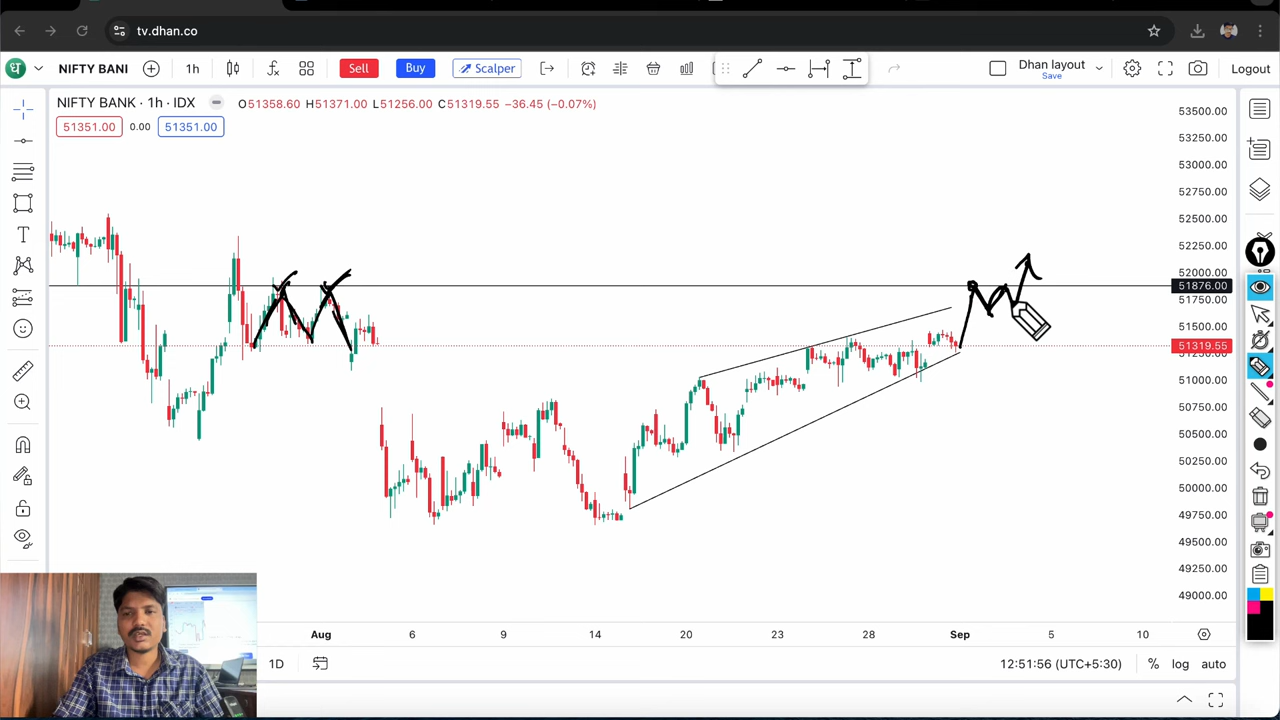 tv.dhan.co
NIFTY BANI
1h
Sell
Buy
Scalper
Dhan layout
Save
Logout
NIFTY BANK · 1h · IDX
O51358.60 H51371.00 L51256.00 C51319.55 −36.45 (−0.07%)
51351.00 0.00 51351.00
53500.00
53250.00
53000.00
52750.00
52500.00
52250.00
52000.00
51876.00
51750.00
51500.00
51319.55
51250.00
51000.00
50750.00
50500.00
50250.00
50000.00
49750.00
49500.00
49250.00
49000.00
Aug 6 9 14 20 23 28 Sep 5 10
1D
12:51:56 (UTC+5:30) % log auto